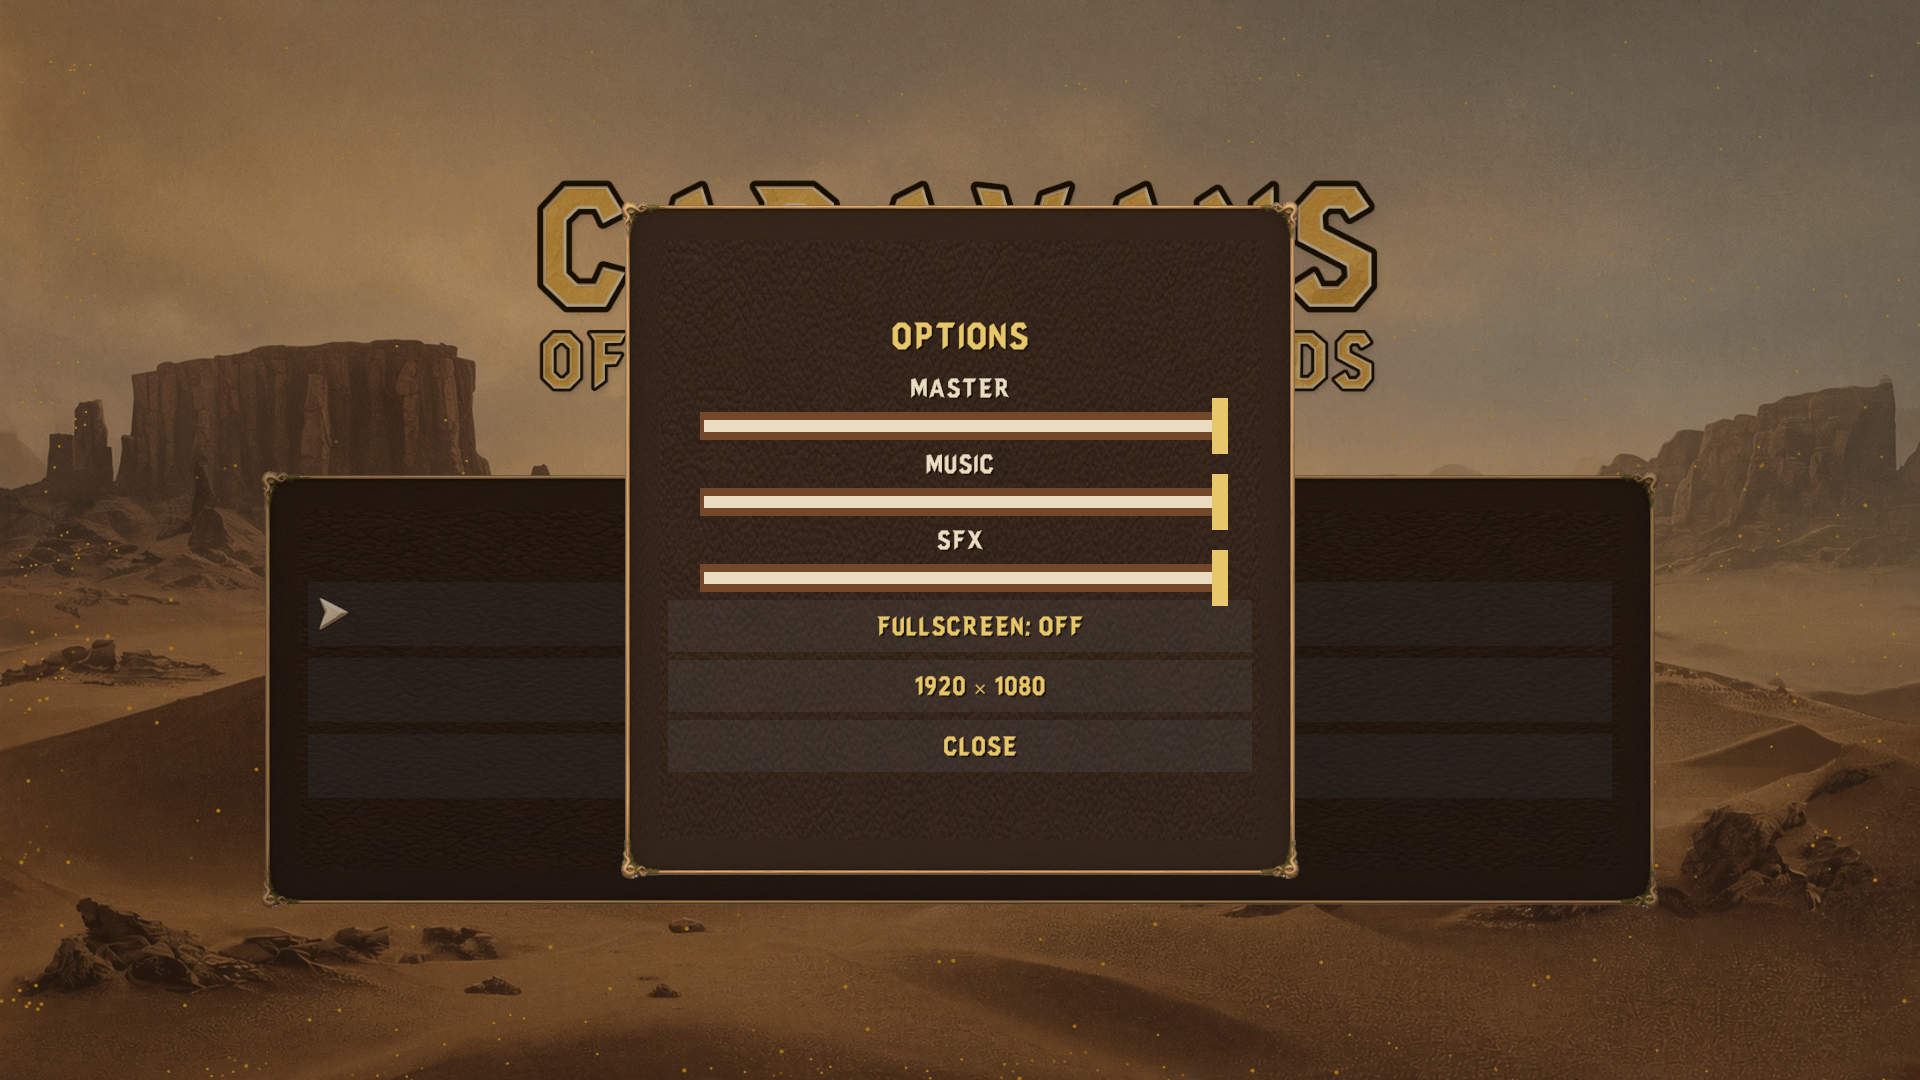 OPTIONS
MASTER
MUSIC
SFX
FULLSCREEN: OFF
1920 × 1080
CLOSE